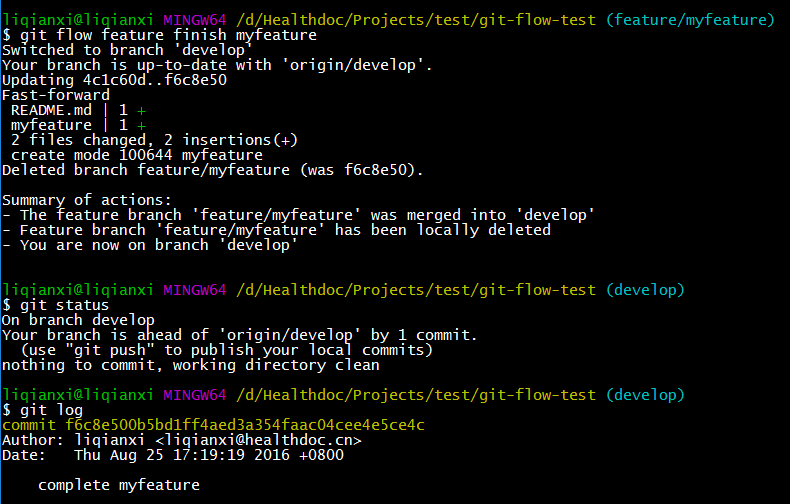 liqianxi@liqianxi MINGW64 /d/Healthdoc/Projects/test/git-flow-test (feature/myfeature)
$ git flow feature finish myfeature
Switched to branch 'develop'
Your branch is up-to-date with 'origin/develop'.
Updating 4c1c60d..f6c8e50
Fast-forward
 README.md | 1 +
 myfeature | 1 +
 2 files changed, 2 insertions(+)
 create mode 100644 myfeature
Deleted branch feature/myfeature (was f6c8e50).

Summary of actions:
- The feature branch 'feature/myfeature' was merged into 'develop'
- Feature branch 'feature/myfeature' has been locally deleted
- You are now on branch 'develop'

liqianxi@liqianxi MINGW64 /d/Healthdoc/Projects/test/git-flow-test (develop)
$ git status
On branch develop
Your branch is ahead of 'origin/develop' by 1 commit.
  (use "git push" to publish your local commits)
nothing to commit, working directory clean

liqianxi@liqianxi MINGW64 /d/Healthdoc/Projects/test/git-flow-test (develop)
$ git log
commit f6c8e500b5bd1ff4aed3a354faac04cee4e5ce4c
Author: liqianxi <liqianxi@healthdoc.cn>
Date:   Thu Aug 25 17:19:19 2016 +0800

    complete myfeature